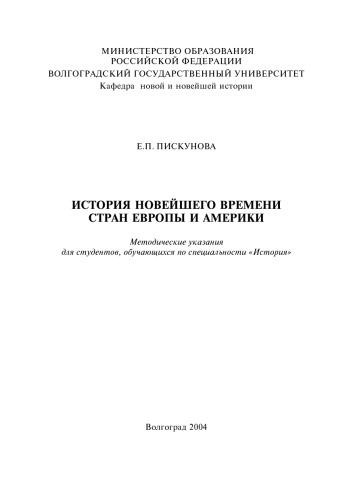 МИНИСТЕРСТВО ОБРАЗОВАНИЯ
РОССИЙСКОЙ ФЕДЕРАЦИИ
ВОЛГОГРАДСКИЙ ГОСУДАРСТВЕННЫЙ УНИВЕРСИТЕТ
Кафедра новой и новейшей истории
Е.П. ПИСКУНОВА
ИСТОРИЯ НОВЕЙШЕГО ВРЕМЕНИ
СТРАН ЕВРОПЫ И АМЕРИКИ
Методические указания
для студентов, обучающихся по специальности «История»
Волгоград 2004